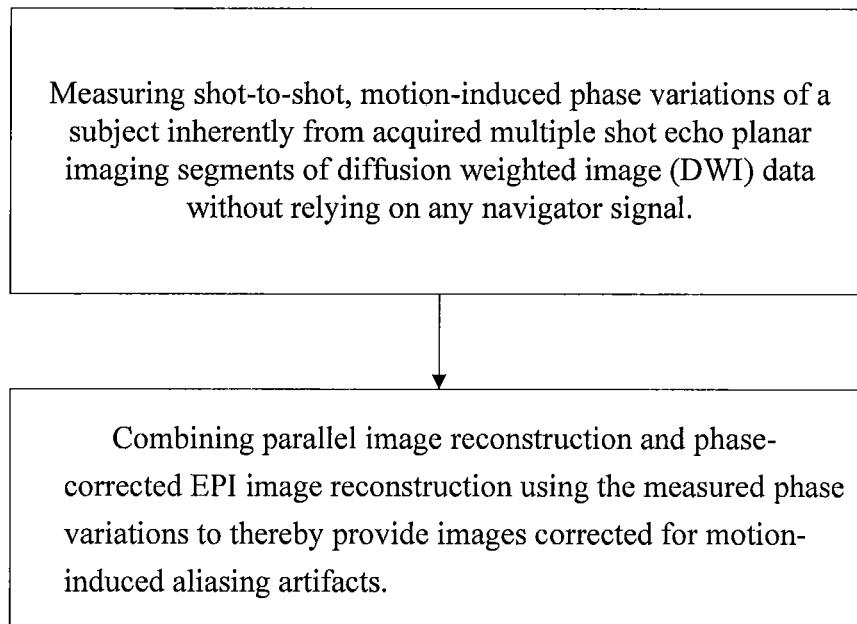 Measuring shot-to-shot, motion-induced phase variations of a
subject inherently from acquired multiple shot echo planar
imaging segments of diffusion weighted image (DWI) data
without relying on any navigator signal.
Combining parallel image reconstruction and phase-
corrected EPI image reconstruction using the measured phase
variations to thereby provide images corrected for motion-
induced aliasing artifacts.